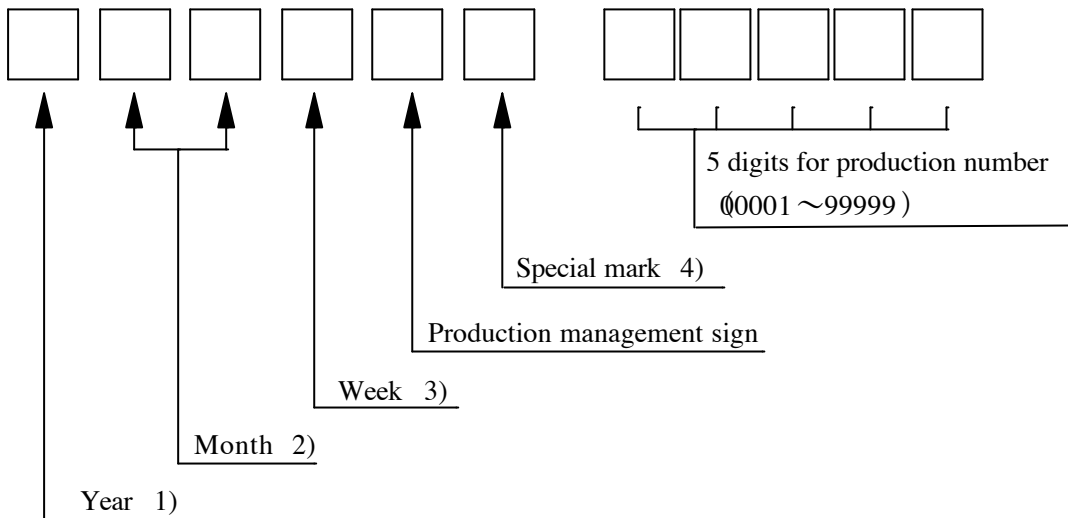 5 digits for production number
(00001～99999)
Special mark 4)
Production management sign
Week 3)
Month 2)
Year 1)